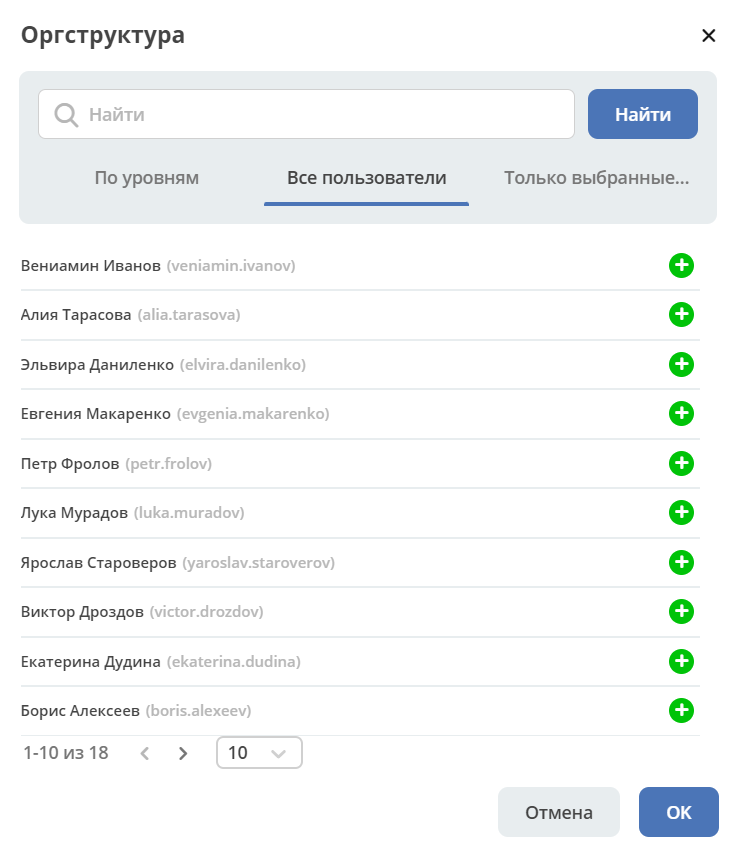 Оргструктура
Найти Найти
По уровням Все пользователи Только выбранные...
Вениамин Иванов (veniamin.ivanov)
Алия Тарасова (alia.tarasova)
Эльвира Даниленко (elvira.danilenko)
Евгения Макаренко (evgenia.makarenko)
Петр Фролов (petr.frolov)
Лука Мурадов (luka.muradov)
Ярослав Староверов (yaroslav.staroverov)
Виктор Дроздов (victor.drozdov)
Екатерина Дудина (ekaterina.dudina)
Борис Алексеев (boris.alexeev)
1-10 из 18 10
Отмена ОК